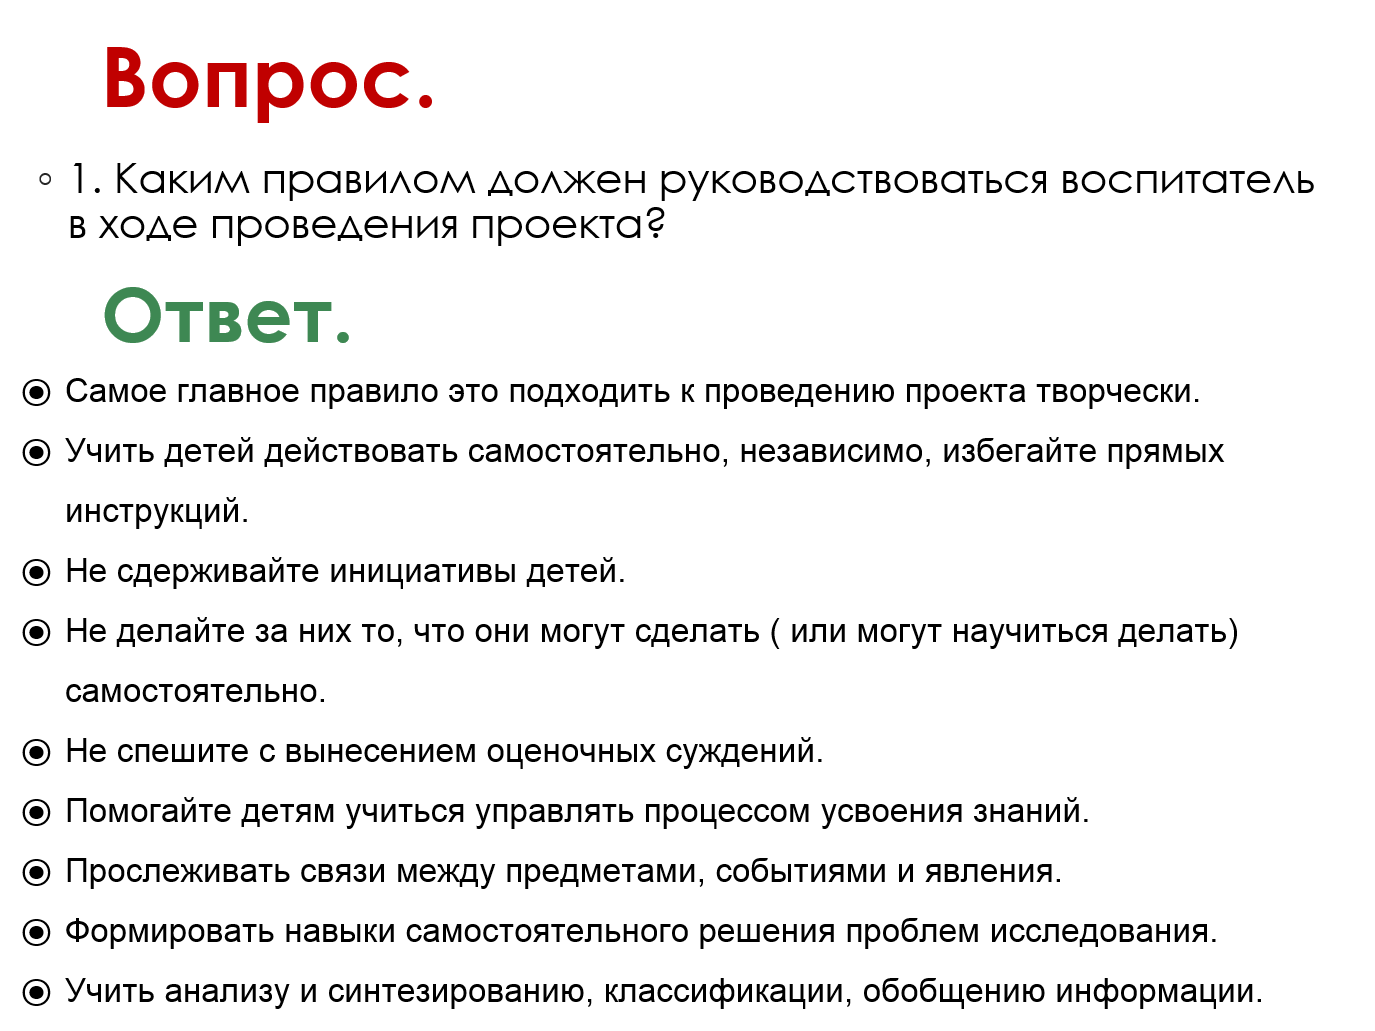 Вопрос.
◦ 1. Каким правилом должен руководствоваться воспитатель
в ходе проведения проекта?
Ответ.
Самое главное правило это подходить к проведению проекта творчески.
Учить детей действовать самостоятельно, независимо, избегайте прямых
инструкций.
Не сдерживайте инициативы детей.
Не делайте за них то, что они могут сделать ( или могут научиться делать)
самостоятельно.
Не спешите с вынесением оценочных суждений.
Помогайте детям учиться управлять процессом усвоения знаний.
Прослеживать связи между предметами, событиями и явления.
Формировать навыки самостоятельного решения проблем исследования.
Учить анализу и синтезированию, классификации, обобщению информации.